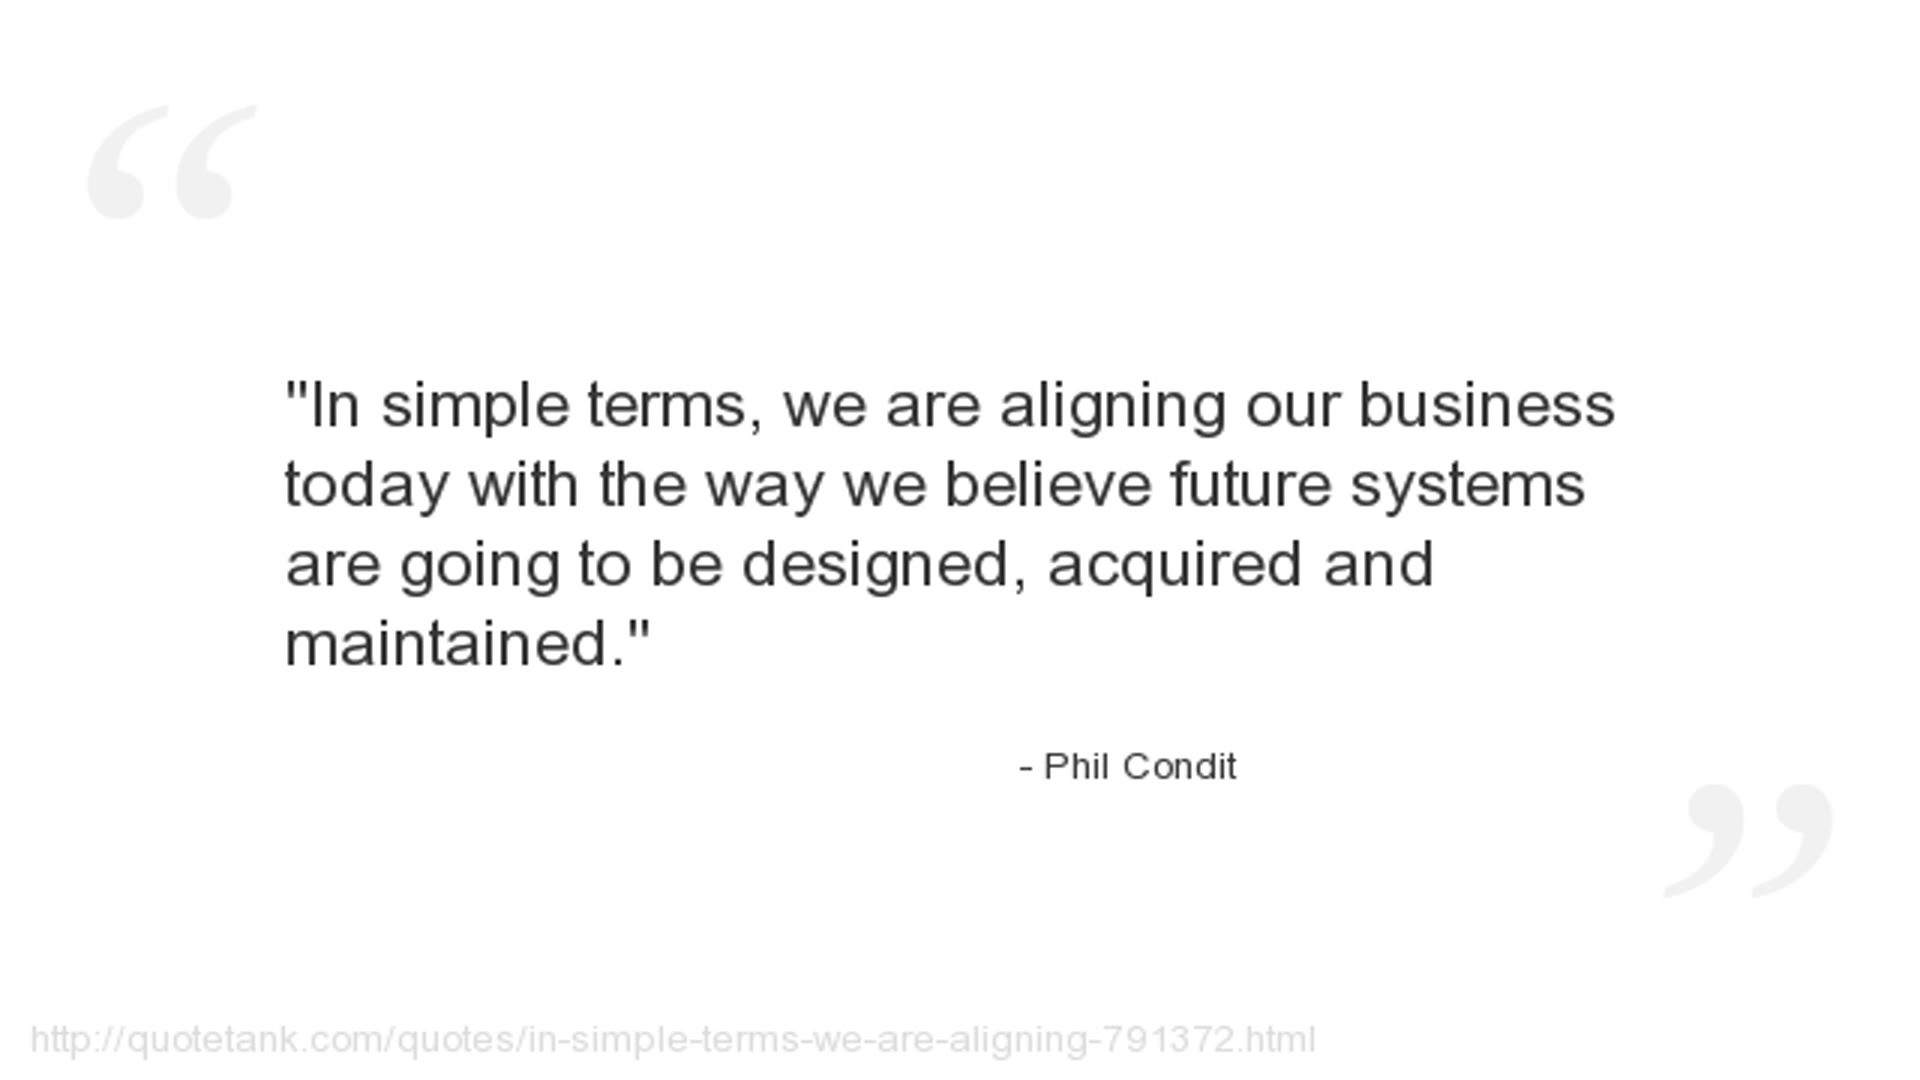 "In simple terms, we are aligning our business
today with the way we believe future systems
are going to be designed, acquired and
maintained."
- Phil Condit
http://quotetank.com/quotes/in-simple-terms-we-are-aligning-791372.html